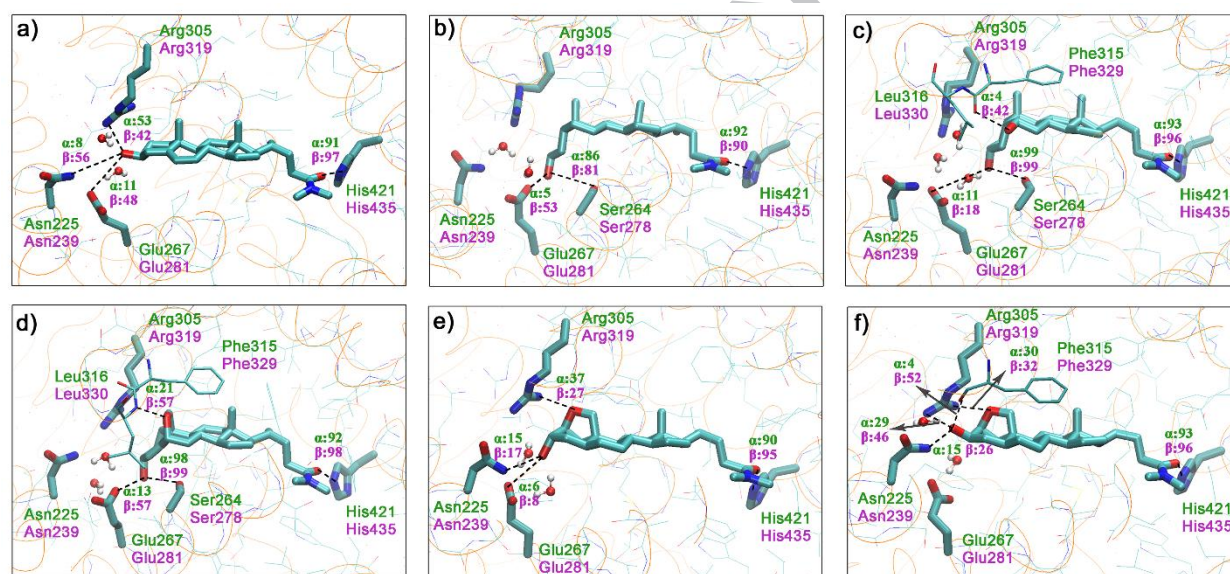 a)
Arg305
Arg319
α:8
β:56
α:53
β:42
α:91
β:97
α:11
β:48
Asn225
Asn239
Glu267
Glu281
His421
His435
b)
Arg305
Arg319
α:86
β:81
α:92
β:90
α:5
β:53
Asn225
Asn239
Ser264
Ser278
Glu267
Glu281
His421
His435
c)
Arg305
Arg319
Phe315
Phe329
Leu316
Leu330
α:4
β:42
α:93
β:96
α:99
β:99
α:11
β:18
Asn225
Asn239
Ser264
Ser278
Glu267
Glu281
His421
His435
d)
Arg305
Arg319
Phe315
Phe329
Leu316
Leu330
α:21
β:57
α:92
β:98
α:98
β:99
α:13
β:57
Asn225
Asn239
Ser264
Ser278
Glu267
Glu281
His421
His435
e)
Arg305
Arg319
α:37
β:27
α:15
β:17
α:90
β:95
α:6
β:8
Asn225
Asn239
Glu267
Glu281
His421
His435
f)
Arg305
Arg319
α:30
β:32
Phe315
Phe329
α:4
β:52
α:29
β:46
α:15
β:26
α:93
β:96
Asn225
Asn239
Glu267
Glu281
His421
His435